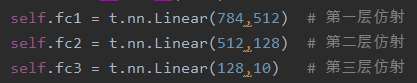 self.fc1 = t.nn.Linear(784,512)  # 第一层仿射
self.fc2 = t.nn.Linear(512,128)  # 第二层仿射
self.fc3 = t.nn.Linear(128,10)  # 第三层仿射